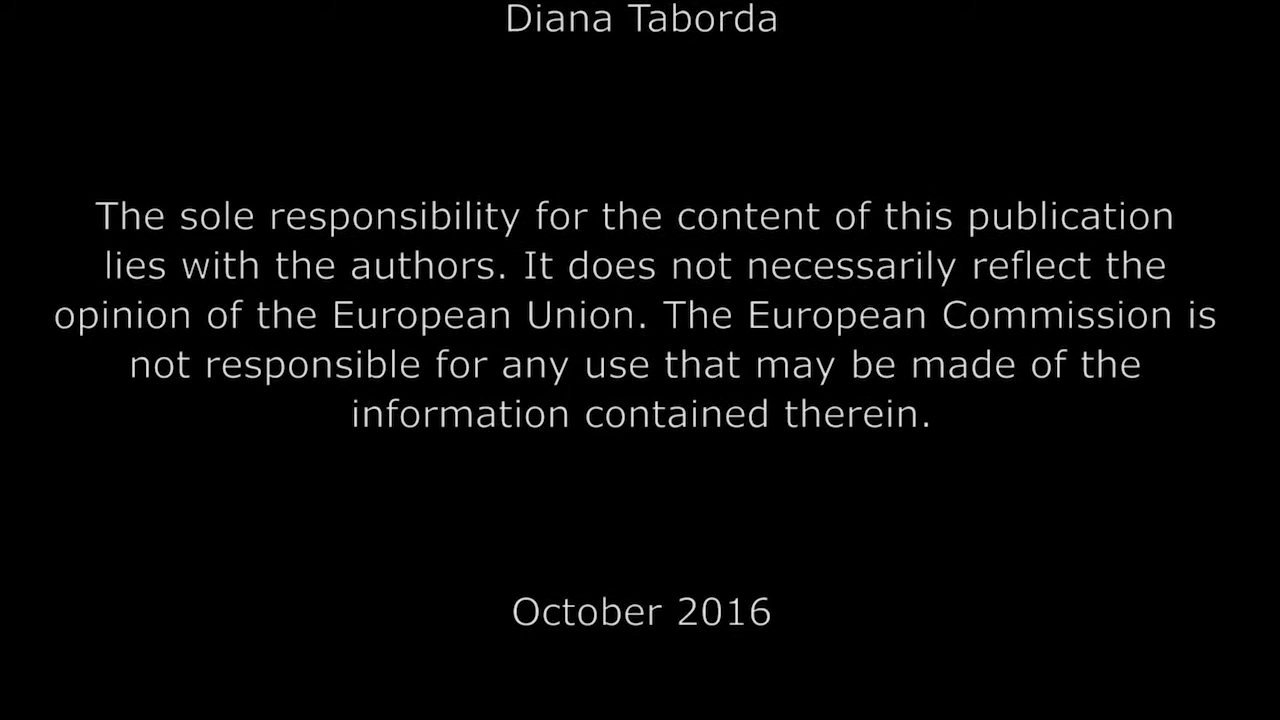 Diana Taborda
The sole responsibility for the content of this publication
lies with the authors. It does not necessarily reflect the
opinion of the European Union. The European Commission is
not responsible for any use that may be made of the
information contained therein.
October 2016